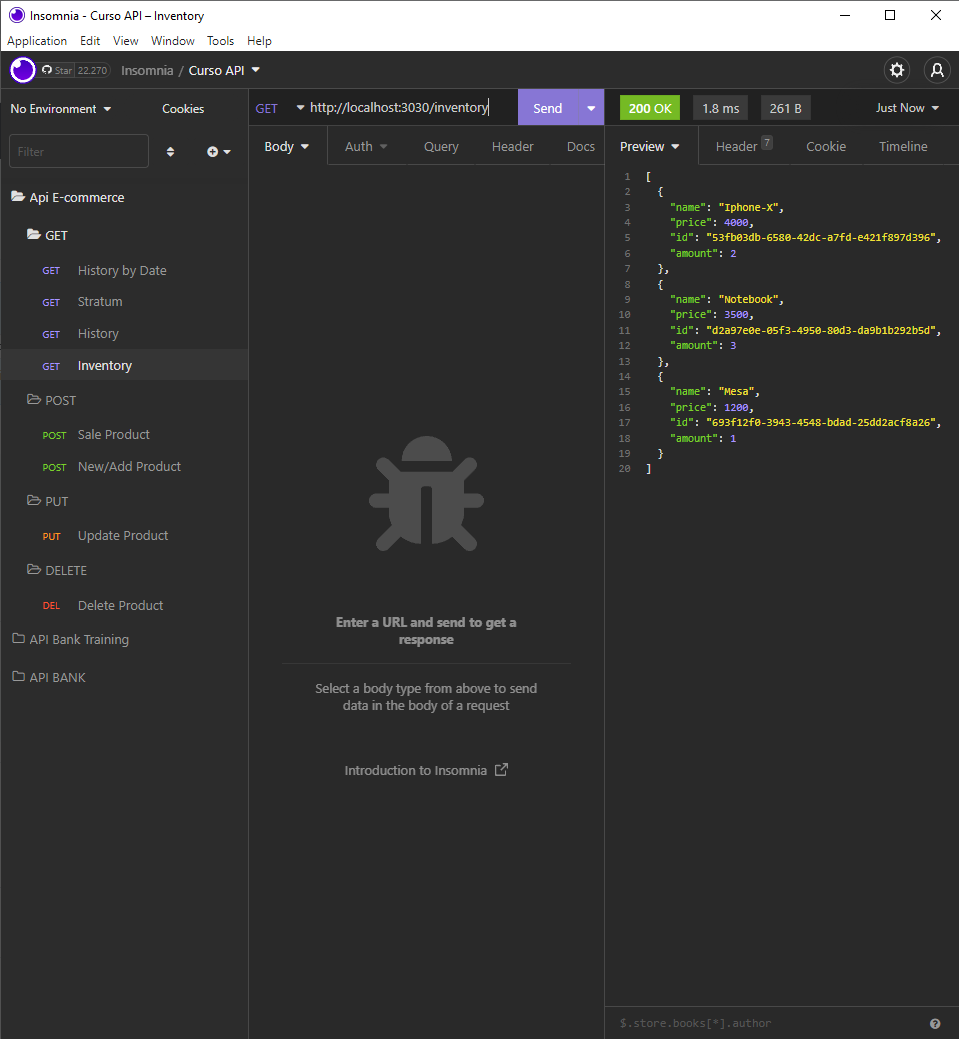 Insomnia - Curso API – Inventory
Application Edit View Window Tools Help
Star 22,270 Insomnia / Curso API
No Environment Cookies
GET http://localhost:3030/inventory Send
200 OK 1.8 ms 261 B Just Now
Filter
Body Auth Query Header Docs
Preview Header 7 Cookie Timeline
Api E-commerce
GET
GET History by Date
GET Stratum
GET History
GET Inventory
POST
POST Sale Product
POST New/Add Product
PUT
PUT Update Product
DELETE
DEL Delete Product
API Bank Training
API BANK
Enter a URL and send to get a
response
Select a body type from above to send
data in the body of a request
Introduction to Insomnia
1 [
2 {
3 "name": "Iphone-X",
4 "price": 4000,
5 "id": "53fb03db-6580-42dc-a7fd-e421f897d396",
6 "amount": 2
7 },
8 {
9 "name": "Notebook",
10 "price": 3500,
11 "id": "d2a97e0e-05f3-4950-80d3-da9b1b292b5d",
12 "amount": 3
13 },
14 {
15 "name": "Mesa",
16 "price": 1200,
17 "id": "693f12f0-3943-4548-bdad-25dd2acf8a26",
18 "amount": 1
19 }
20 ]
$.store.books[*].author